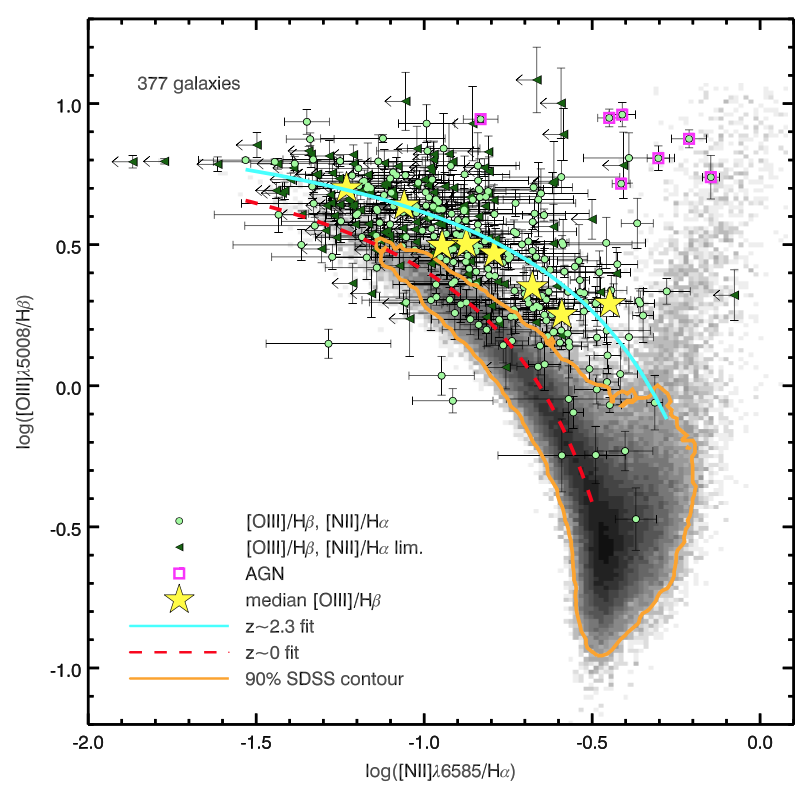 377 galaxies
1.0
0.5
0.0
-0.5
-1.0
log([OIII]λ5008/Hβ)
[OIII]/Hβ, [NII]/Hα
[OIII]/Hβ, [NII]/Hα lim.
AGN
median [OIII]/Hβ
z~2.3 fit
z~0 fit
90% SDSS contour
-2.0 -1.5 -1.0 -0.5 0.0
log([NII]λ6585/Hα)